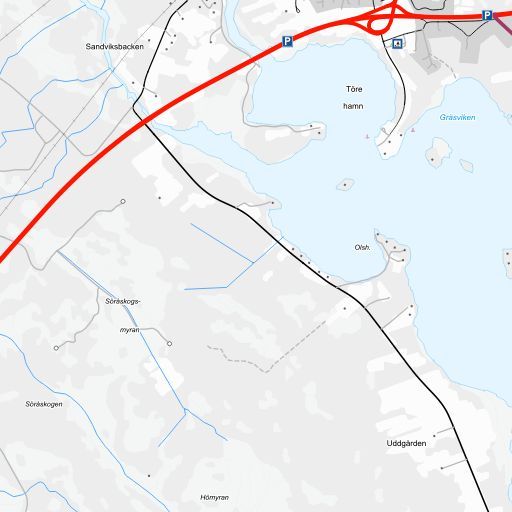 P
P
Sandviksbacken
Töre
hamn
Gräsviken
Olsh.
Söråskogs-
myran
Söråskogen
Uddgården
Hömyran